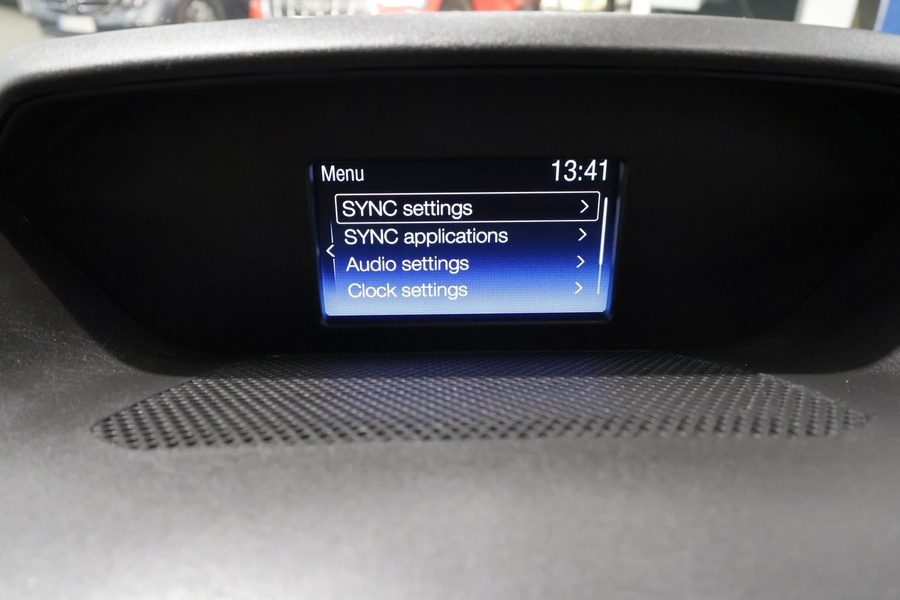 Menu 13:41
SYNC settings
SYNC applications
Audio settings
Clock settings